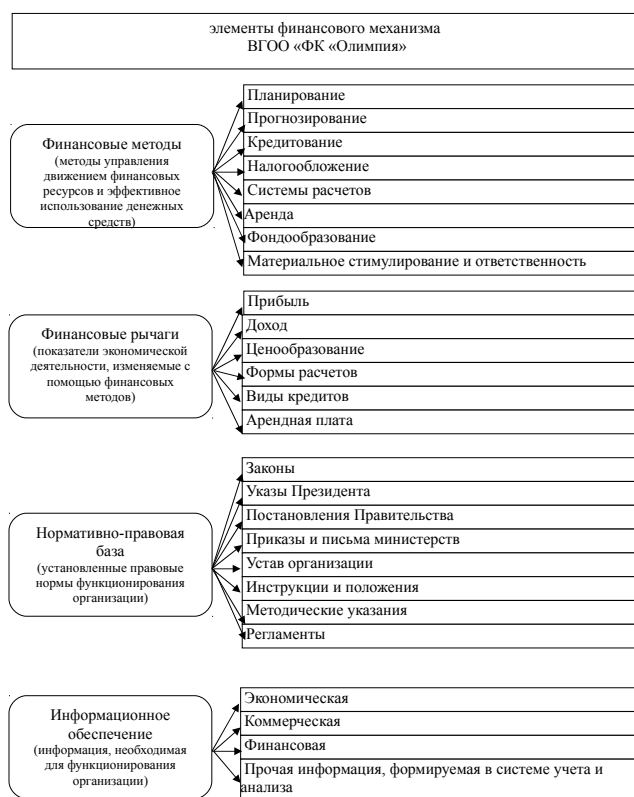 элементы финансового механизма
ВГОО «ФК «Олимпия»
Финансовые методы
(методы управления
движением финансовых
ресурсов и эффективное
использование денежных
средств)
Планирование
Прогнозирование
Кредитование
Налогообложение
Системы расчетов
Аренда
Фондообразование
Материальное стимулирование и ответственность
Финансовые рычаги
(показатели экономической
деятельности, изменяемые с
помощью финансовых
методов)
Прибыль
Доход
Ценообразование
Формы расчетов
Виды кредитов
Арендная плата
Нормативно-правовая
база
(установленные правовые
нормы функционирования
организации)
Законы
Указы Президента
Постановления Правительства
Приказы и письма министерств
Устав организации
Инструкции и положения
Методические указания
Регламенты
Информационное
обеспечение
(информация, необходимая
для функционирования
организации)
Экономическая
Коммерческая
Финансовая
Прочая информация, формируемая в системе учета и
анализа